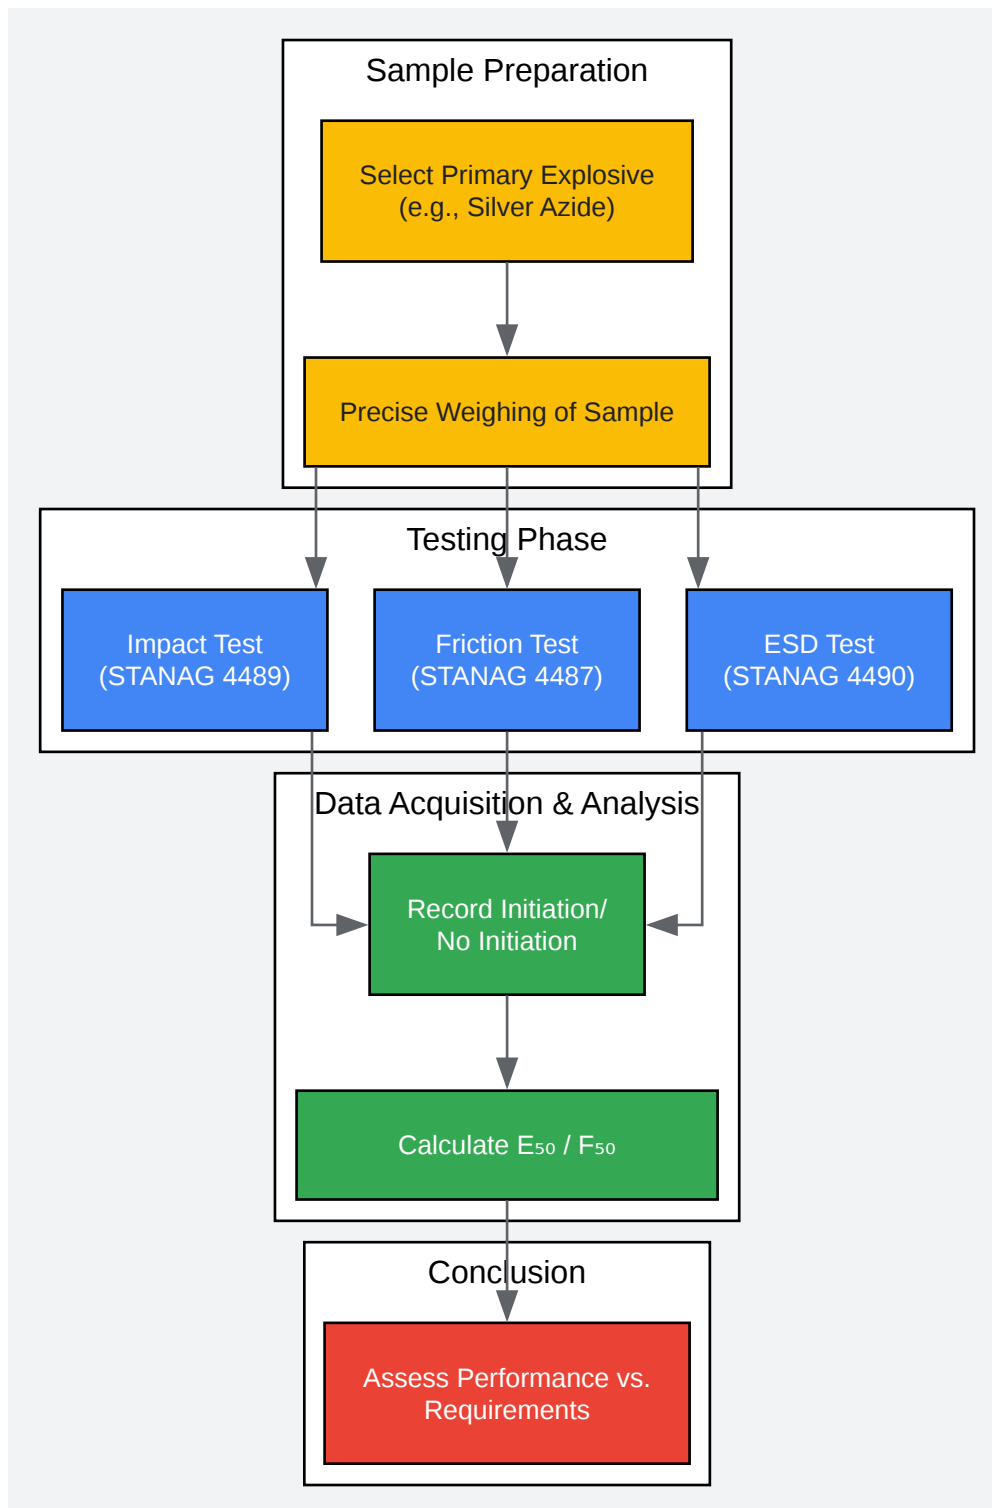 Sample Preparation
Select Primary Explosive
(e.g., Silver Azide)
Precise Weighing of Sample
Testing Phase
Impact Test
(STANAG 4489)
Friction Test
(STANAG 4487)
ESD Test
(STANAG 4490)
Data Acquisition & Analysis
Record Initiation/
No Initiation
Calculate E₅₀ / F₅₀
Conclusion
Assess Performance vs.
Requirements